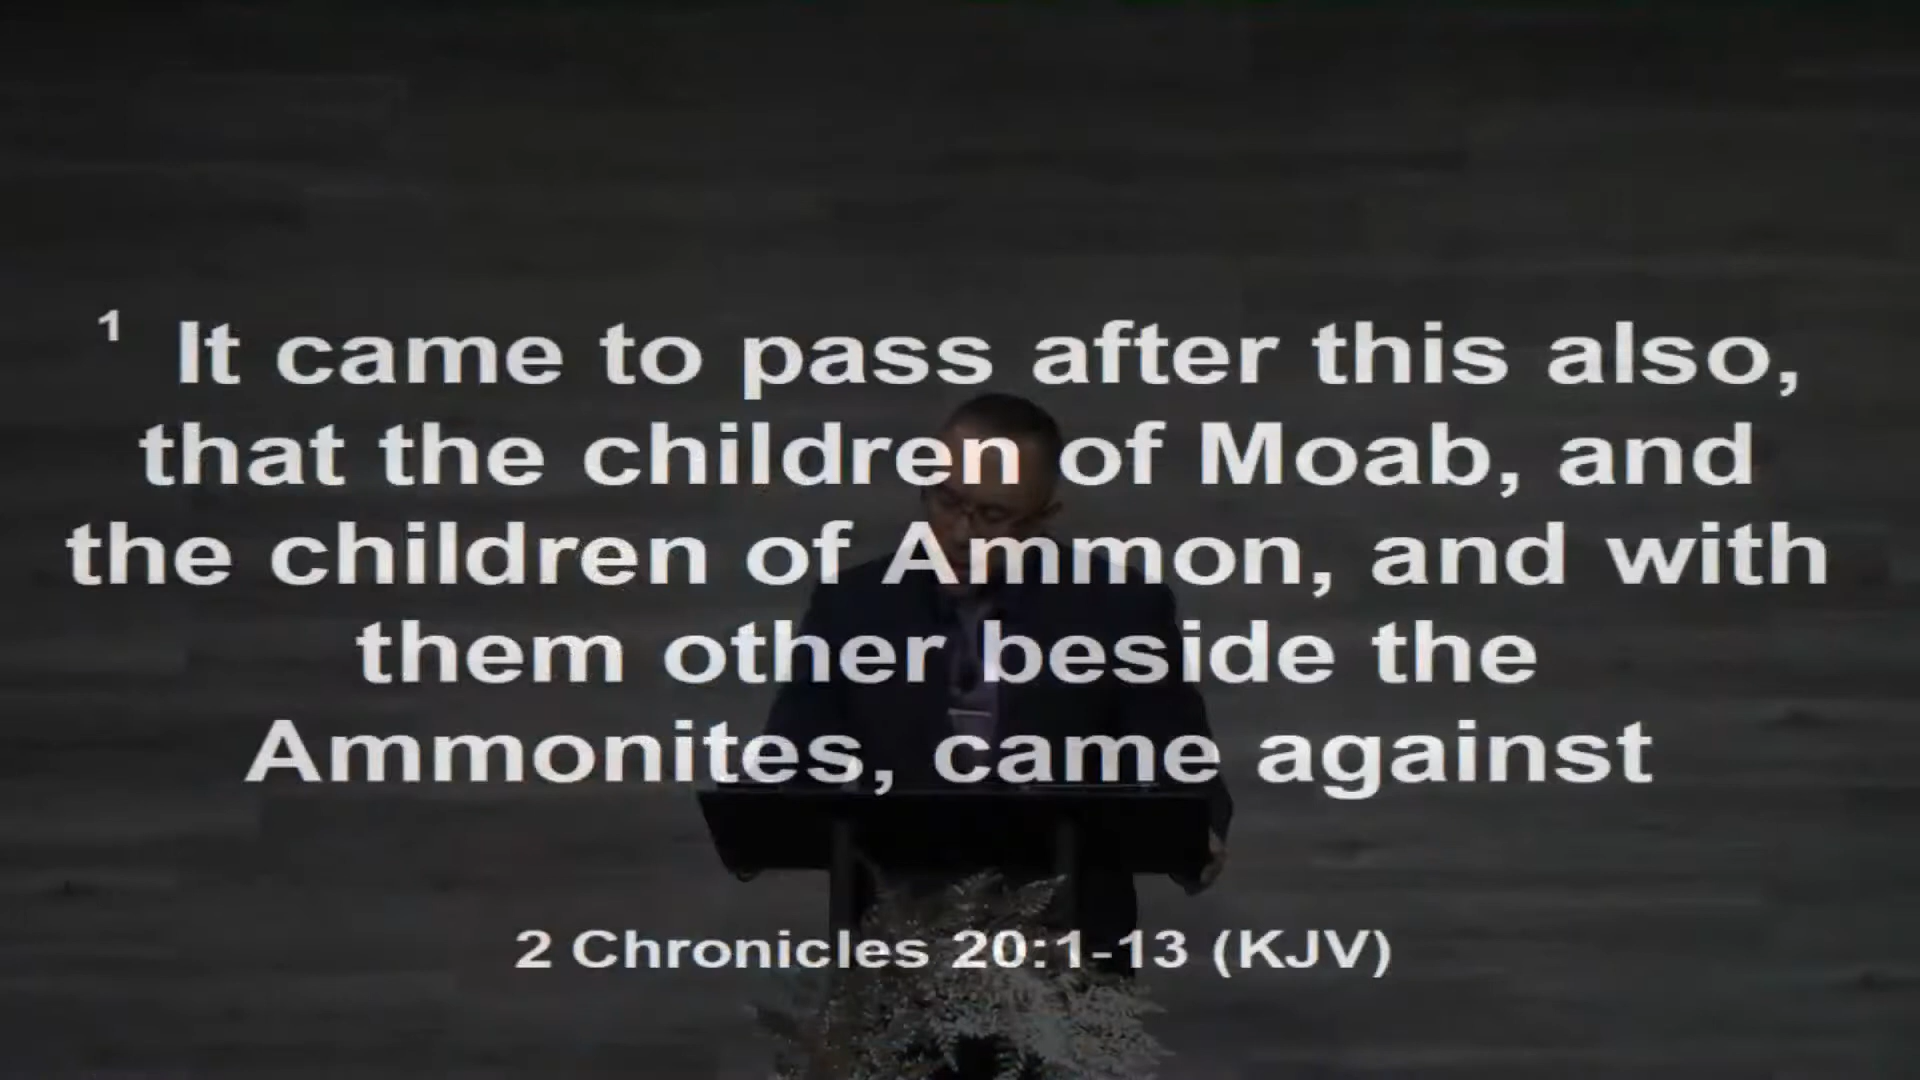 1 It came to pass after this also,
that the children of Moab, and
the children of Ammon, and with
them other beside the
Ammonites, came against
2 Chronicles 20:1-13 (KJV)